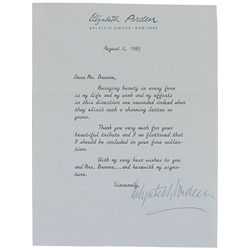 Elizabeth Arden
681 FIFTH AVENUE · NEW YORK
August 2, 1963
Dear Mr. Browne,
Bringing beauty in every form
is my life and my work and my efforts
in this direction are rewarded indeed when
they elicit such a charming letter as
yours.
Thank you very much for your
beautiful tribute and I am flattered that
I should be included in your fine collec-
tion.
With my very best wishes to you
and Mrs. Browne...and herewith my signa-
ture.
Sincerely,
Elizabeth Arden